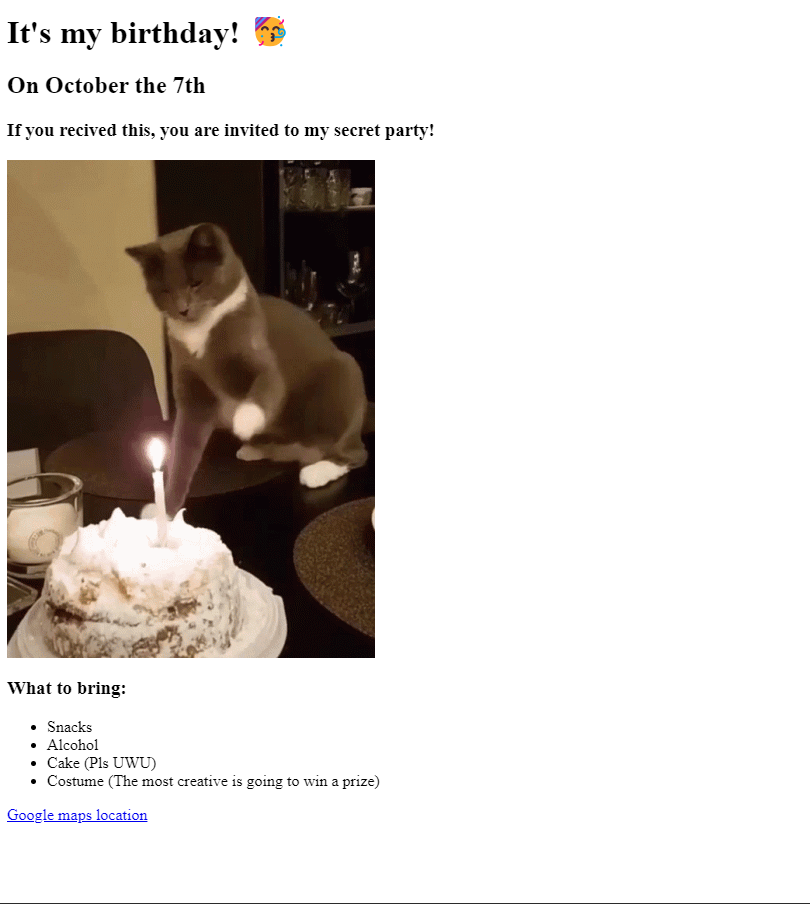 It's my birthday! 🥳
On October the 7th
If you recived this, you are invited to my secret party!
What to bring:
Snacks
Alcohol
Cake (Pls UWU)
Costume (The most creative is going to win a prize)
Google maps location